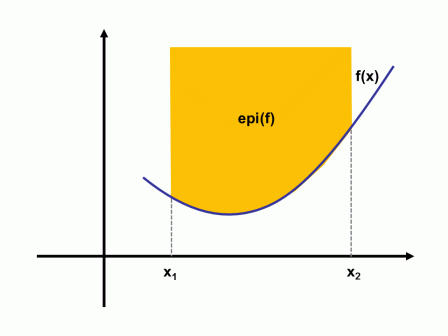 f(x)
epi(f)
x₁
x₂